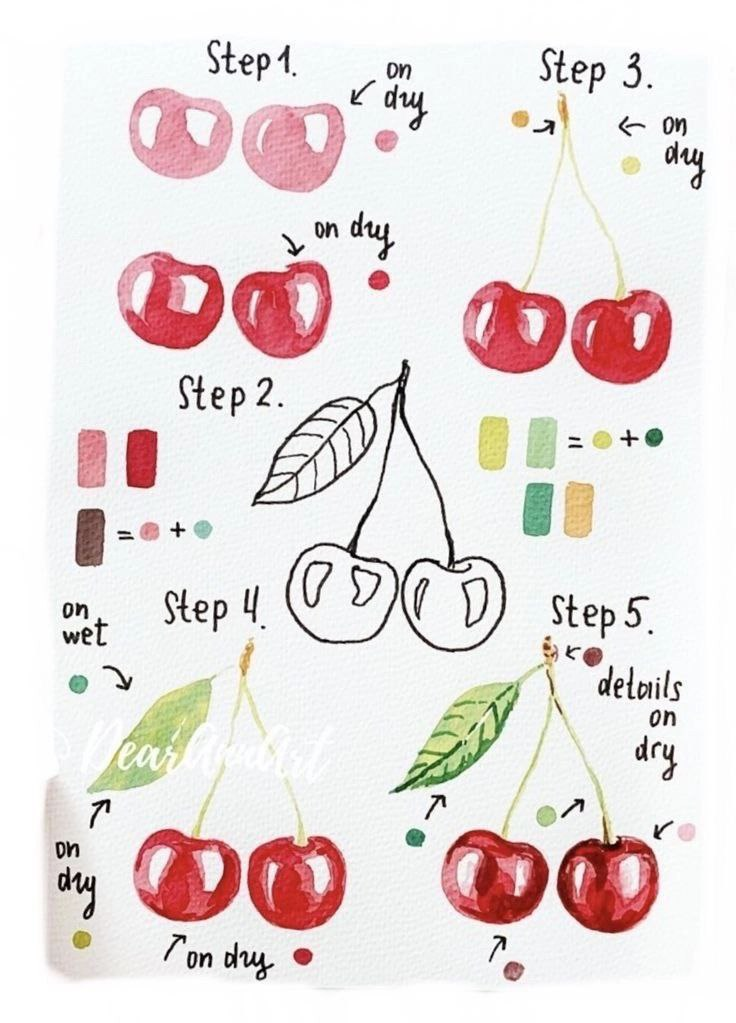 Step 1.
on
dry
on dry
Step 2.
= +
Step 3.
on
dry
= +
Step 4.
on
wet
DearAnnArt
on
dry
on dry
Step 5.
details
on
dry